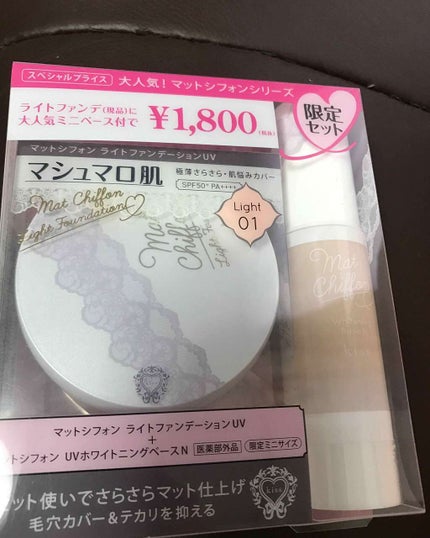 スペシャルプライス 大人気！マットシフォンシリーズ
ライトファンデ(現品)に
大人気ミニベース付で
¥1,800(税抜)
限定
セット
マットシフォン ライトファンデーションUV
マシュマロ肌
極薄さらさら・肌悩みカバー
SPF50+ PA++++
Mat Chiffon
Light Foundation
Light
01
Mat
Chiff
Light
Mat
Chiffon
kiss
マットシフォン ライトファンデーションUV
+
トシフォン UVホワイトニングベースN 医薬部外品 限定ミニサイズ
セット使いでさらさらマット仕上げ
毛穴カバー＆テカリを抑える
kiss